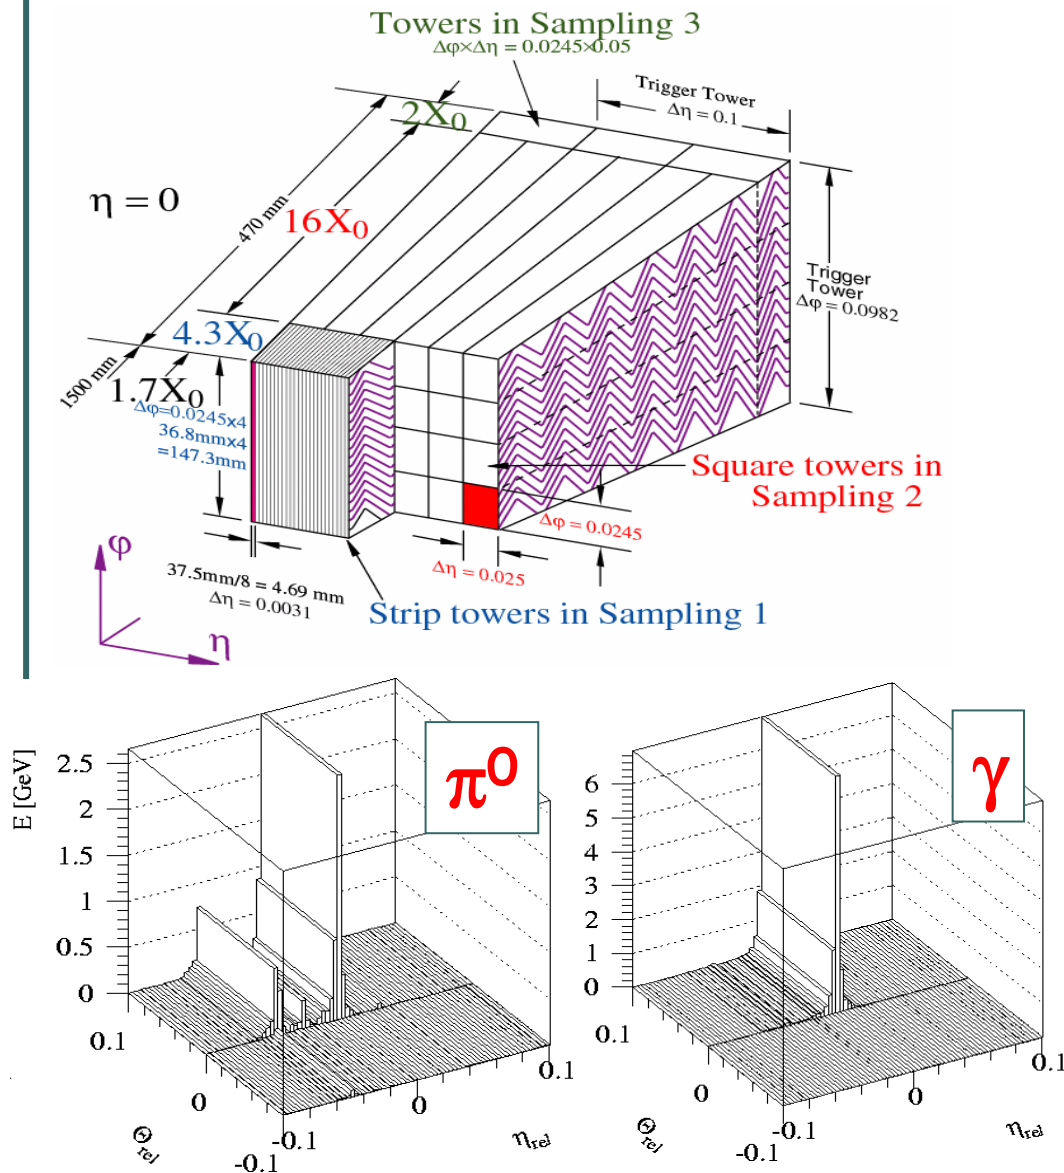 Towers in Sampling 3
Δφ×Δη = 0.0245×0.05
Trigger Tower
Δη = 0.1
2X₀
η = 0
470 mm
16X₀
Trigger
Tower
Δφ = 0.0982
4.3X₀
1500 mm
1.7X₀
Δφ=0.0245x4
36.8mmx4
=147.3mm
Square towers in
Sampling 2
Δφ = 0.0245
Δη = 0.025
φ
37.5mm/8 = 4.69 mm
Δη = 0.0031
Strip towers in Sampling 1
η
E [GeV]
2.5
2
1.5
1
0.5
0
π⁰
0.1
0
-0.1
Θrel
-0.1
0
0.1
ηrel
6
5
4
3
2
1
0
γ
0.1
0
-0.1
Θrel
-0.1
0
0.1
ηrel